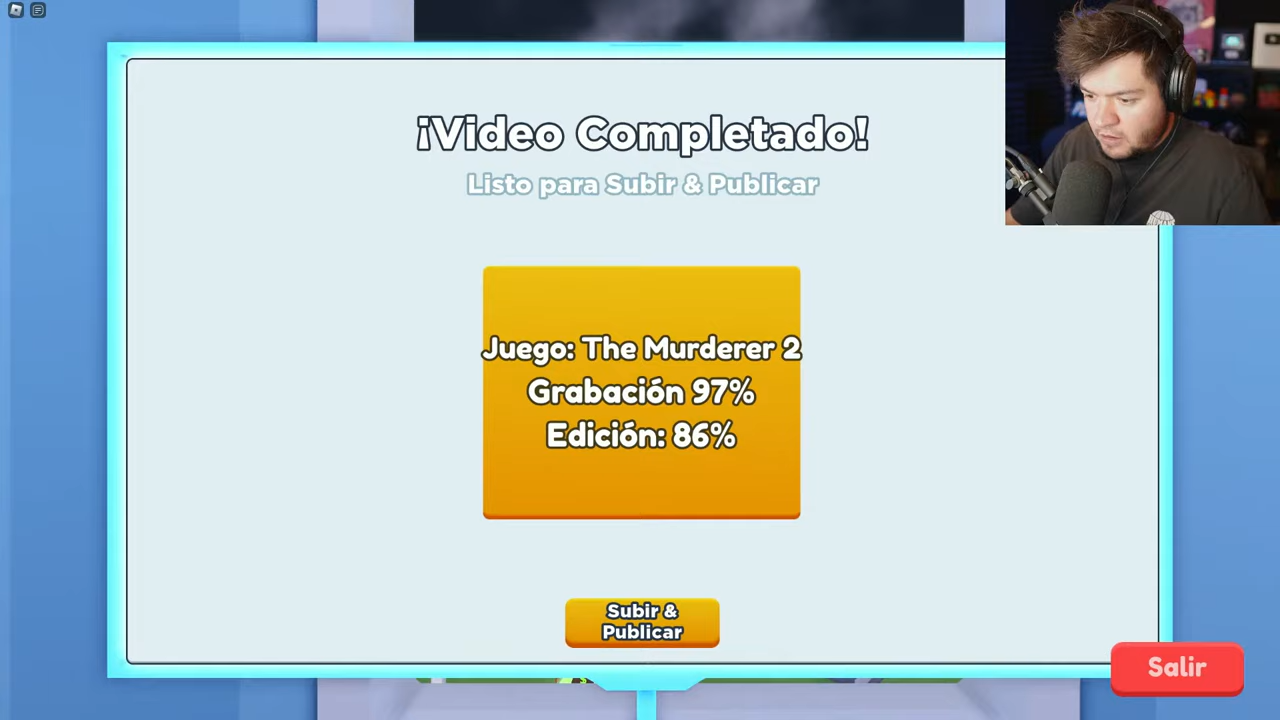 ¡Video Completado!
Listo para Subir & Publicar
Juego: The Murderer 2
Grabación 97%
Edición: 86%
Subir &
Publicar
Salir